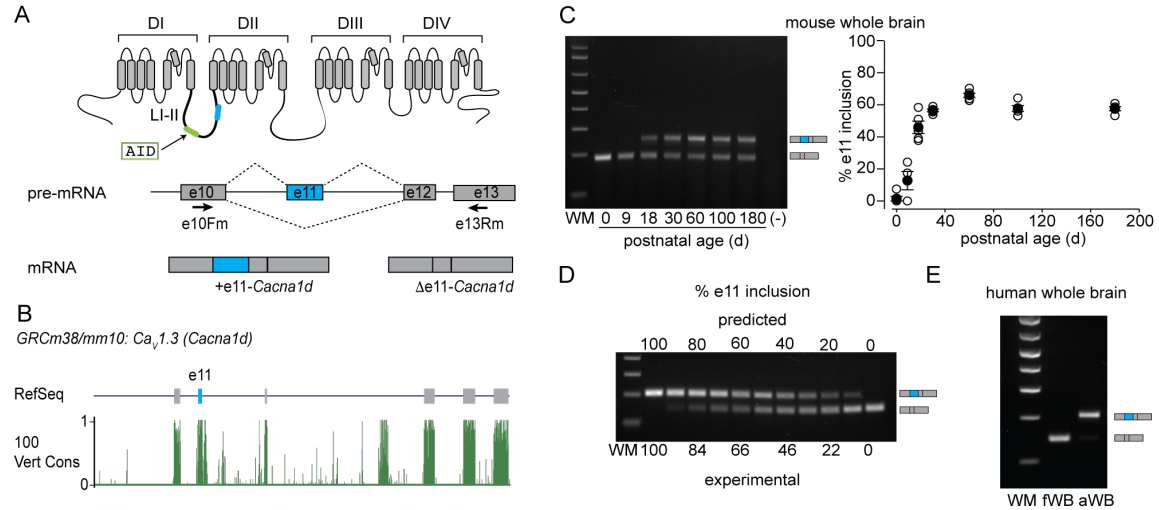 A
DI
DII
DIII
DIV
LI-II
AID
pre-mRNA
e10
e11
e12
e13
e10Fm
e13Rm
mRNA
+e11-Cacna1d
Δe11-Cacna1d
B
GRCm38/mm10: CaV1.3 (Cacna1d)
e11
RefSeq
1
100
Vert Cons
0
C
mouse whole brain
WM
0 9 18 30 60 100 180 (-)
postnatal age (d)
% e11 inclusion
100
80
60
40
20
0
0 60 120 180 200
postnatal age (d)
D
% e11 inclusion
predicted
100 80 60 40 20 0
WM 100 84 66 46 22 0
experimental
E
human whole brain
WM fWB aWB